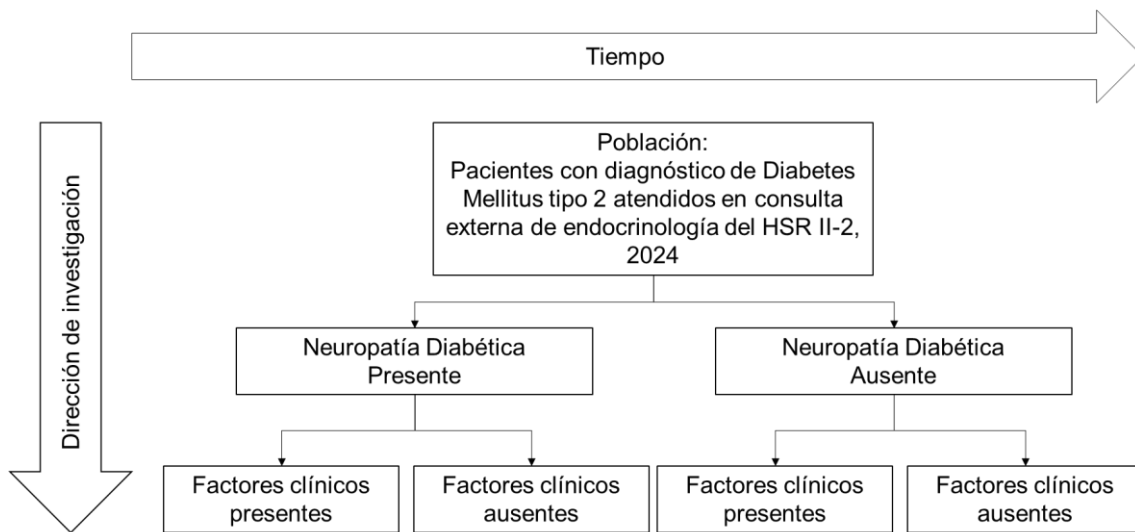 Tiempo
Dirección de investigación
Población:
Pacientes con diagnóstico de Diabetes
Mellitus tipo 2 atendidos en consulta
externa de endocrinología del HSR II-2,
2024
Neuropatía Diabética
Presente
Neuropatía Diabética
Ausente
Factores clínicos
presentes
Factores clínicos
ausentes
Factores clínicos
presentes
Factores clínicos
ausentes